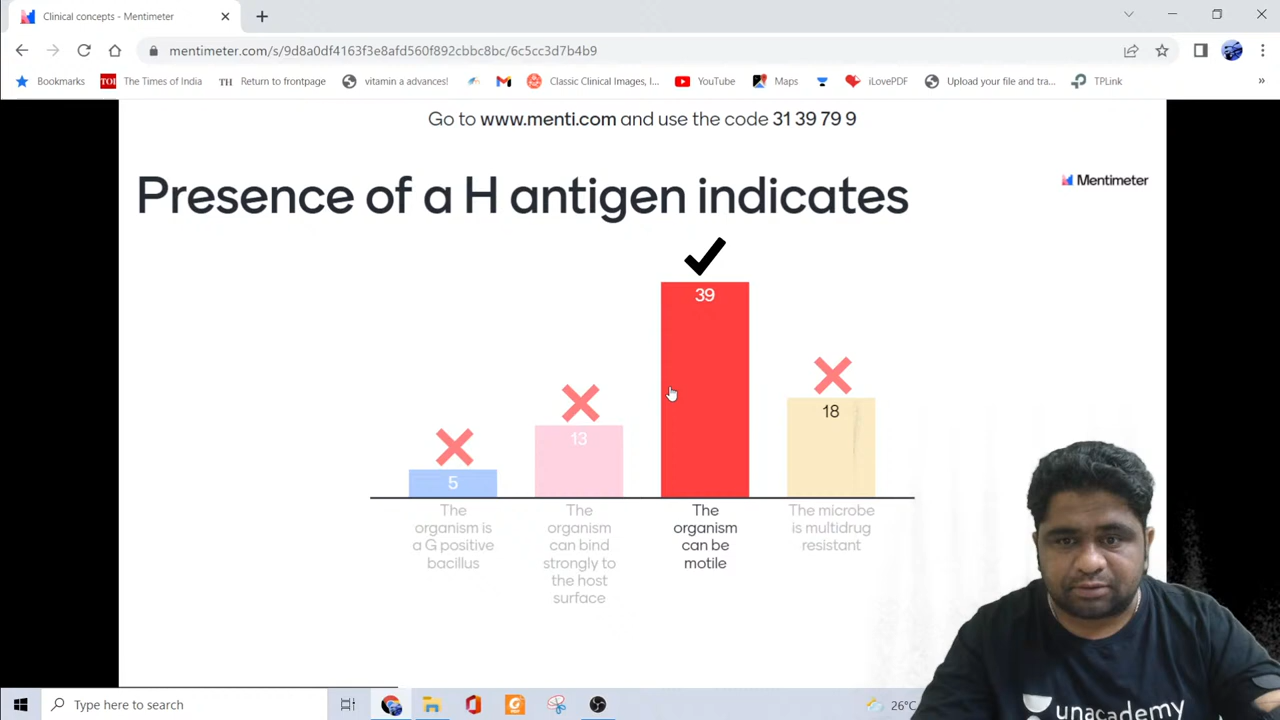 Clinical concepts - Mentimeter
mentimeter.com/s/9d8a0df4163f3e8afd560f892cbbc8bc/6c5cc3d7b4b9
Bookmarks TOI The Times of India TH Return to frontpage vitamin a advances! Classic Clinical Images, I... YouTube Maps iLovePDF Upload your file and tra... TPLink »
Go to www.menti.com and use the code 31 39 79 9
Presence of a H antigen indicates
Mentimeter
5
13
39
18
The
organism is
a G positive
bacillus
The
organism
can bind
strongly to
the host
surface
The
organism
can be
motile
The microbe
is multidrug
resistant
unacademy
Type here to search
26°C